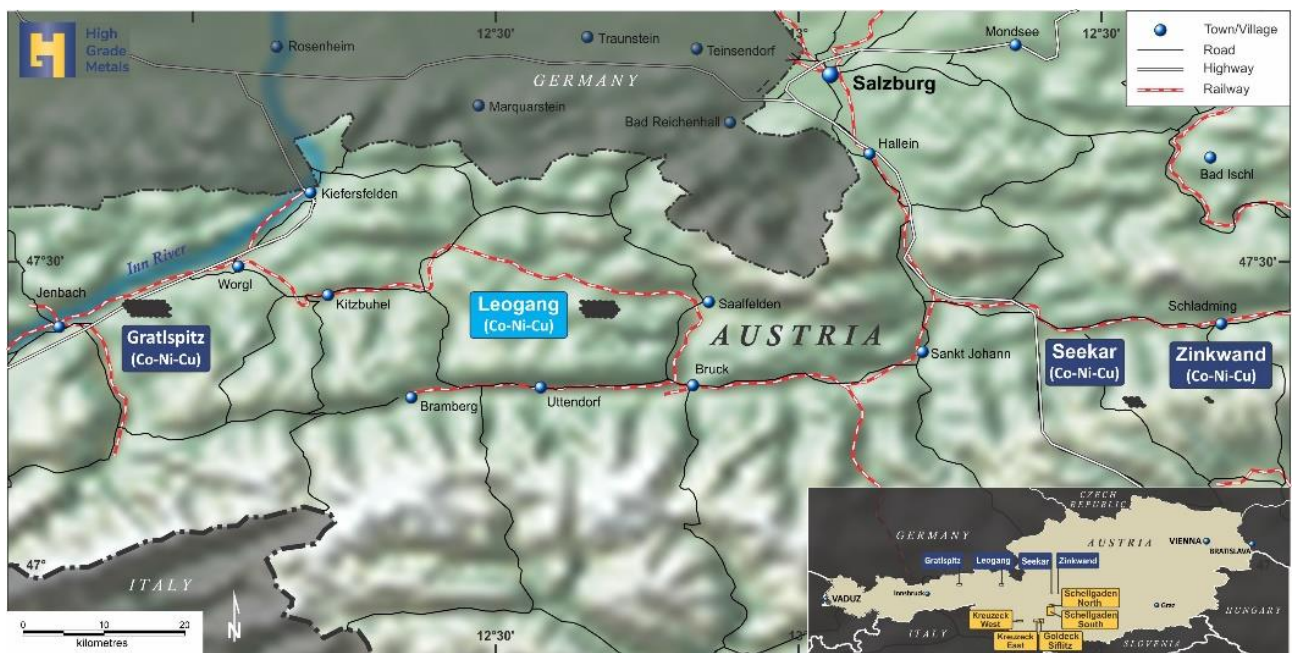 High
Grade
Metals
12°30'
13°
12°30'
Town/Village
Road
Highway
Railway
Rosenheim
Traunstein
Teinsendorf
Mondsee
GERMANY
Salzburg
Marquarstein
Bad Reichenhall
Hallein
Bad Ischl
Kiefersfelden
Inn River
47°30'
47°30'
Jenbach
Worgl
Kitzbuhel
Leogang
(Co-Ni-Cu)
Saalfelden
Schladming
Gratlspitz
(Co-Ni-Cu)
AUSTRIA
Sankt Johann
Seekar
(Co-Ni-Cu)
Zinkwand
(Co-Ni-Cu)
Bruck
Bramberg
Uttendorf
47°
ITALY
0 10 20
kilometres
N
12°30'
13°
CZECH
REPUBLIC
GERMANY
AUSTRIA
VIENNA
BRATISLAVA
Gratlspitz
Leogang
Seekar
Zinkwand
VADUZ
Innsbruck
Schellgaden
North
Graz
Kreuzeck
West
Schellgaden
South
HUNGARY
ITALY
Kreuzeck
East
Goldeck
Siflitz
SLOVENIA